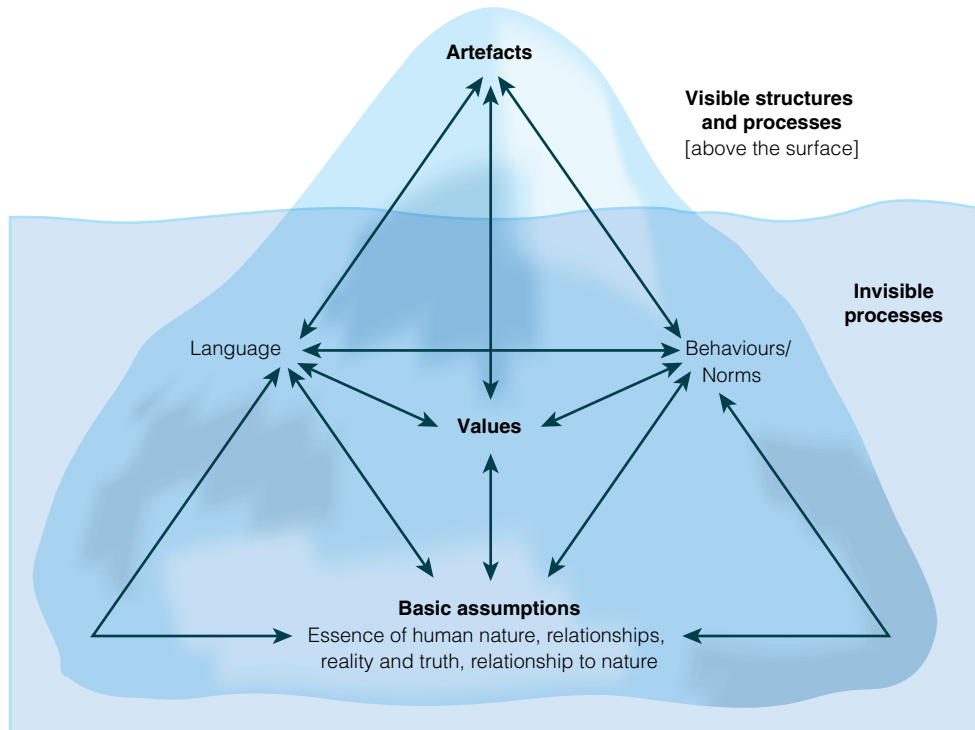 Artefacts
Visible structures
and processes
[above the surface]
Invisible
processes
Language
Behaviours/
Norms
Values
Basic assumptions
Essence of human nature, relationships,
reality and truth, relationship to nature